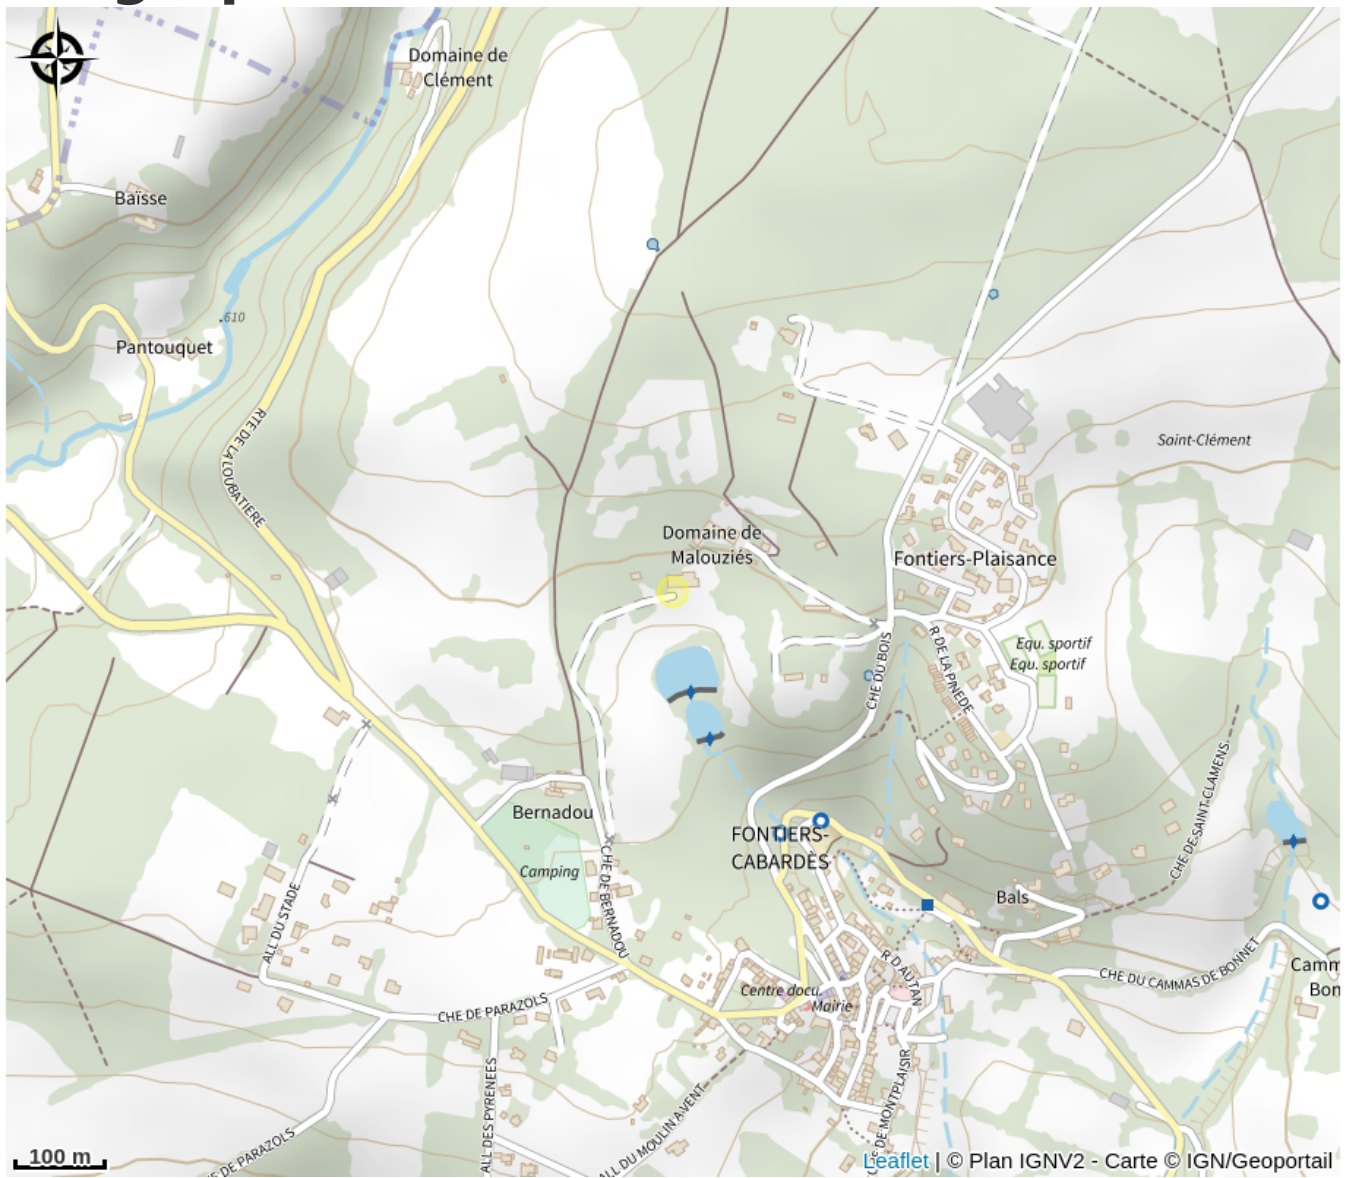 Domaine de
Clément
Baïsse
.610
Pantouquet
RTE DE LA LOUBATIERE
Saint-Clément
Domaine de
Malouziés
Fontiers-Plaisance
Equ. sportif
Equ. sportif
R DE LA PINEDE
CHE DU BOIS
CHE DE SAINT-CLAMENS
Bernadou
FONTIERS-
CABARDÈS
Camping
CHE DE BERNADOU
Bals
ALL DU STADE
R D AUTAN
CHE DU CAMMAS DE BONNET
Camm
Bon
Centre docu.
Mairie
CHE DE PARAZOLS
ALL DES PYRENEES
ALL DU MOULIN A VENT
DE MONTPLAISIR
E DE PARAZOLS
100 m
Leaflet | © Plan IGNV2 - Carte © IGN/Geoportail